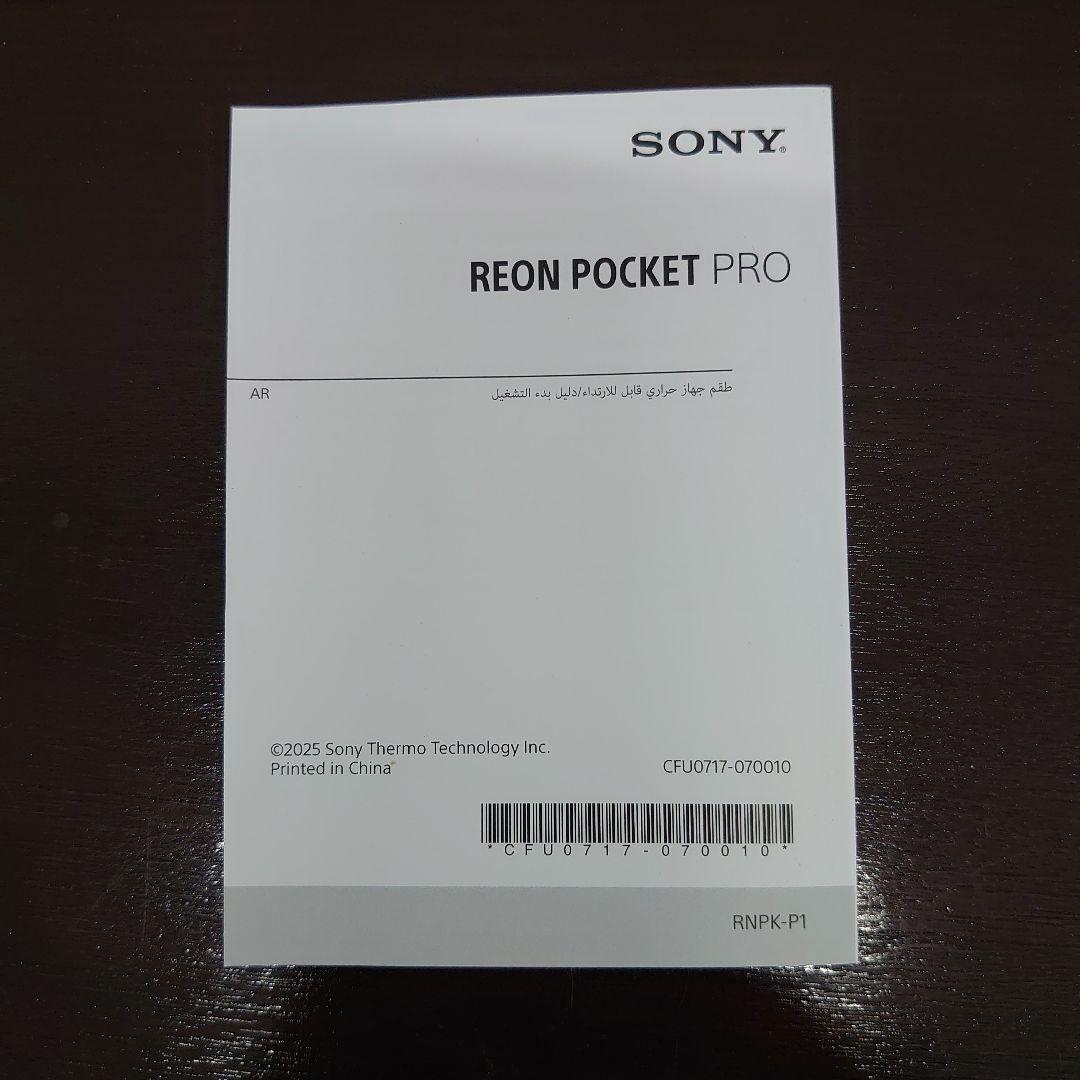 SONY®
REON POCKET PRO
AR
طقم جهاز حراري قابل للارتداء/دليل بدء التشغيل
©2025 Sony Thermo Technology Inc.
Printed in China
CFU0717-070010
*CFU0717-070010*
RNPK-P1